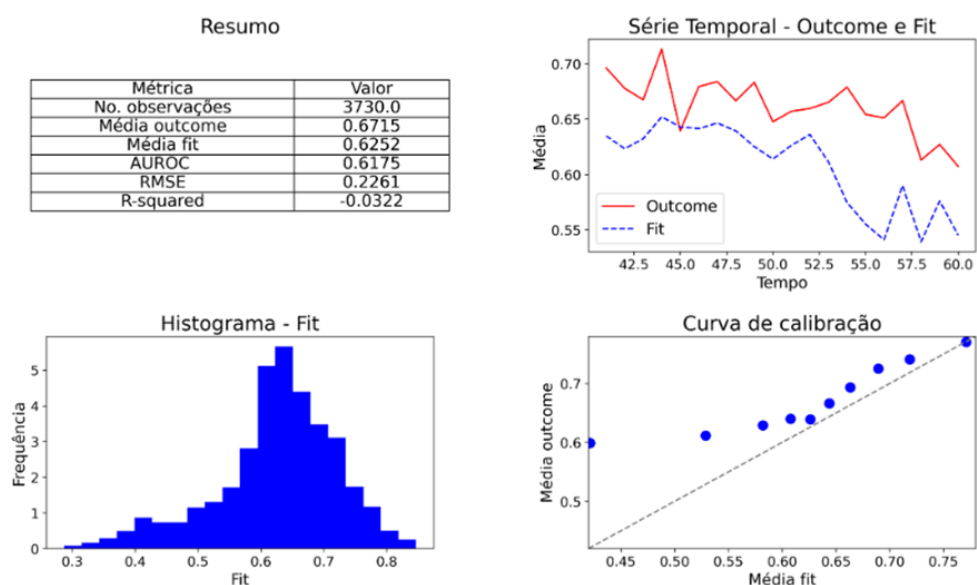 Resumo
Métrica Valor
No. observações 3730.0
Média outcome 0.6715
Média fit 0.6252
AUROC 0.6175
RMSE 0.2261
R-squared -0.0322
Série Temporal - Outcome e Fit
Média
0.70
0.65
0.60
0.55
Outcome
Fit
42.5 45.0 47.5 50.0 52.5 55.0 57.5 60.0
Tempo
Histograma - Fit
Frequência
5
4
3
2
1
0
0.3 0.4 0.5 0.6 0.7 0.8
Fit
Curva de calibração
Média outcome
0.7
0.6
0.5
0.45 0.50 0.55 0.60 0.65 0.70 0.75
Média fit